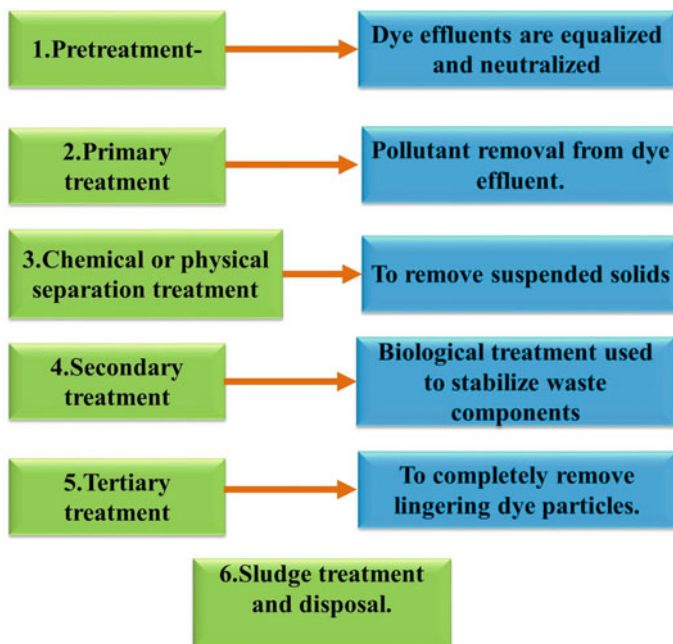 1.Pretreatment-
Dye effluents are equalized
and neutralized
2.Primary
treatment
Pollutant removal from dye
effluent.
3.Chemical or physical
separation treatment
To remove suspended solids
4.Secondary
treatment
Biological treatment used
to stabilize waste
components
5.Tertiary
treatment
To completely remove
lingering dye particles.
6.Sludge treatment
and disposal.